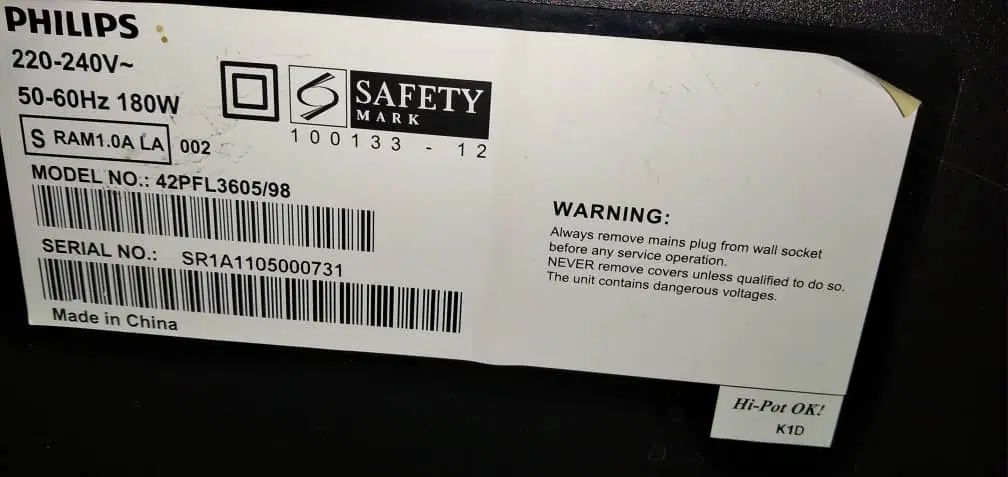 PHILIPS
220-240V~
50-60Hz 180W
S RAM1.0A LA 002
SAFETY
MARK
100133 - 12
MODEL NO.: 42PFL3605/98
SERIAL NO.: SR1A1105000731
Made in China
WARNING:
Always remove mains plug from wall socket
before any service operation.
NEVER remove covers unless qualified to do so.
The unit contains dangerous voltages.
Hi-Pot OK!
K1D